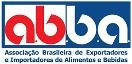 abba
Associação Brasileira de Exportadores
e Importadores de Alimentos e Bebidas